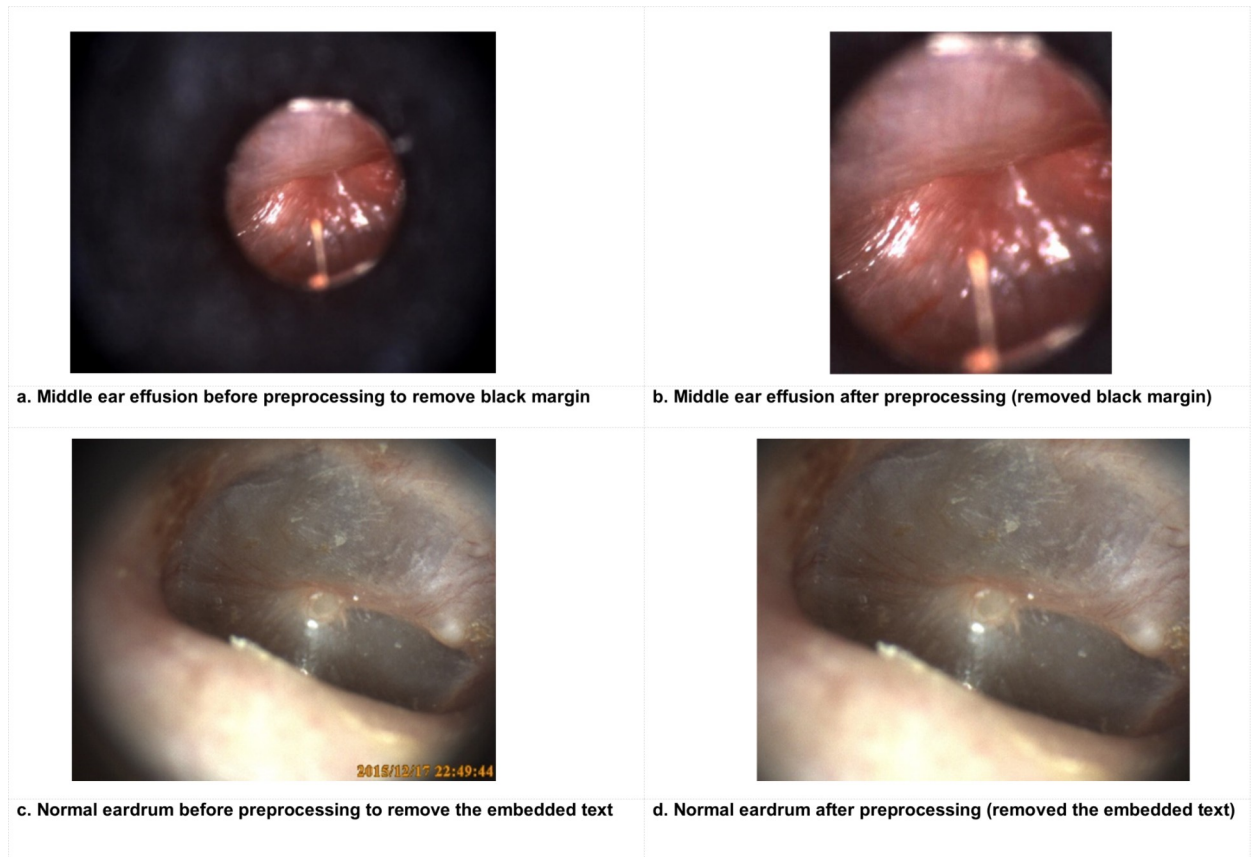 a. Middle ear effusion before preprocessing to remove black margin
b. Middle ear effusion after preprocessing (removed black margin)
2015/12/17 22:49:44
c. Normal eardrum before preprocessing to remove the embedded text
d. Normal eardrum after preprocessing (removed the embedded text)